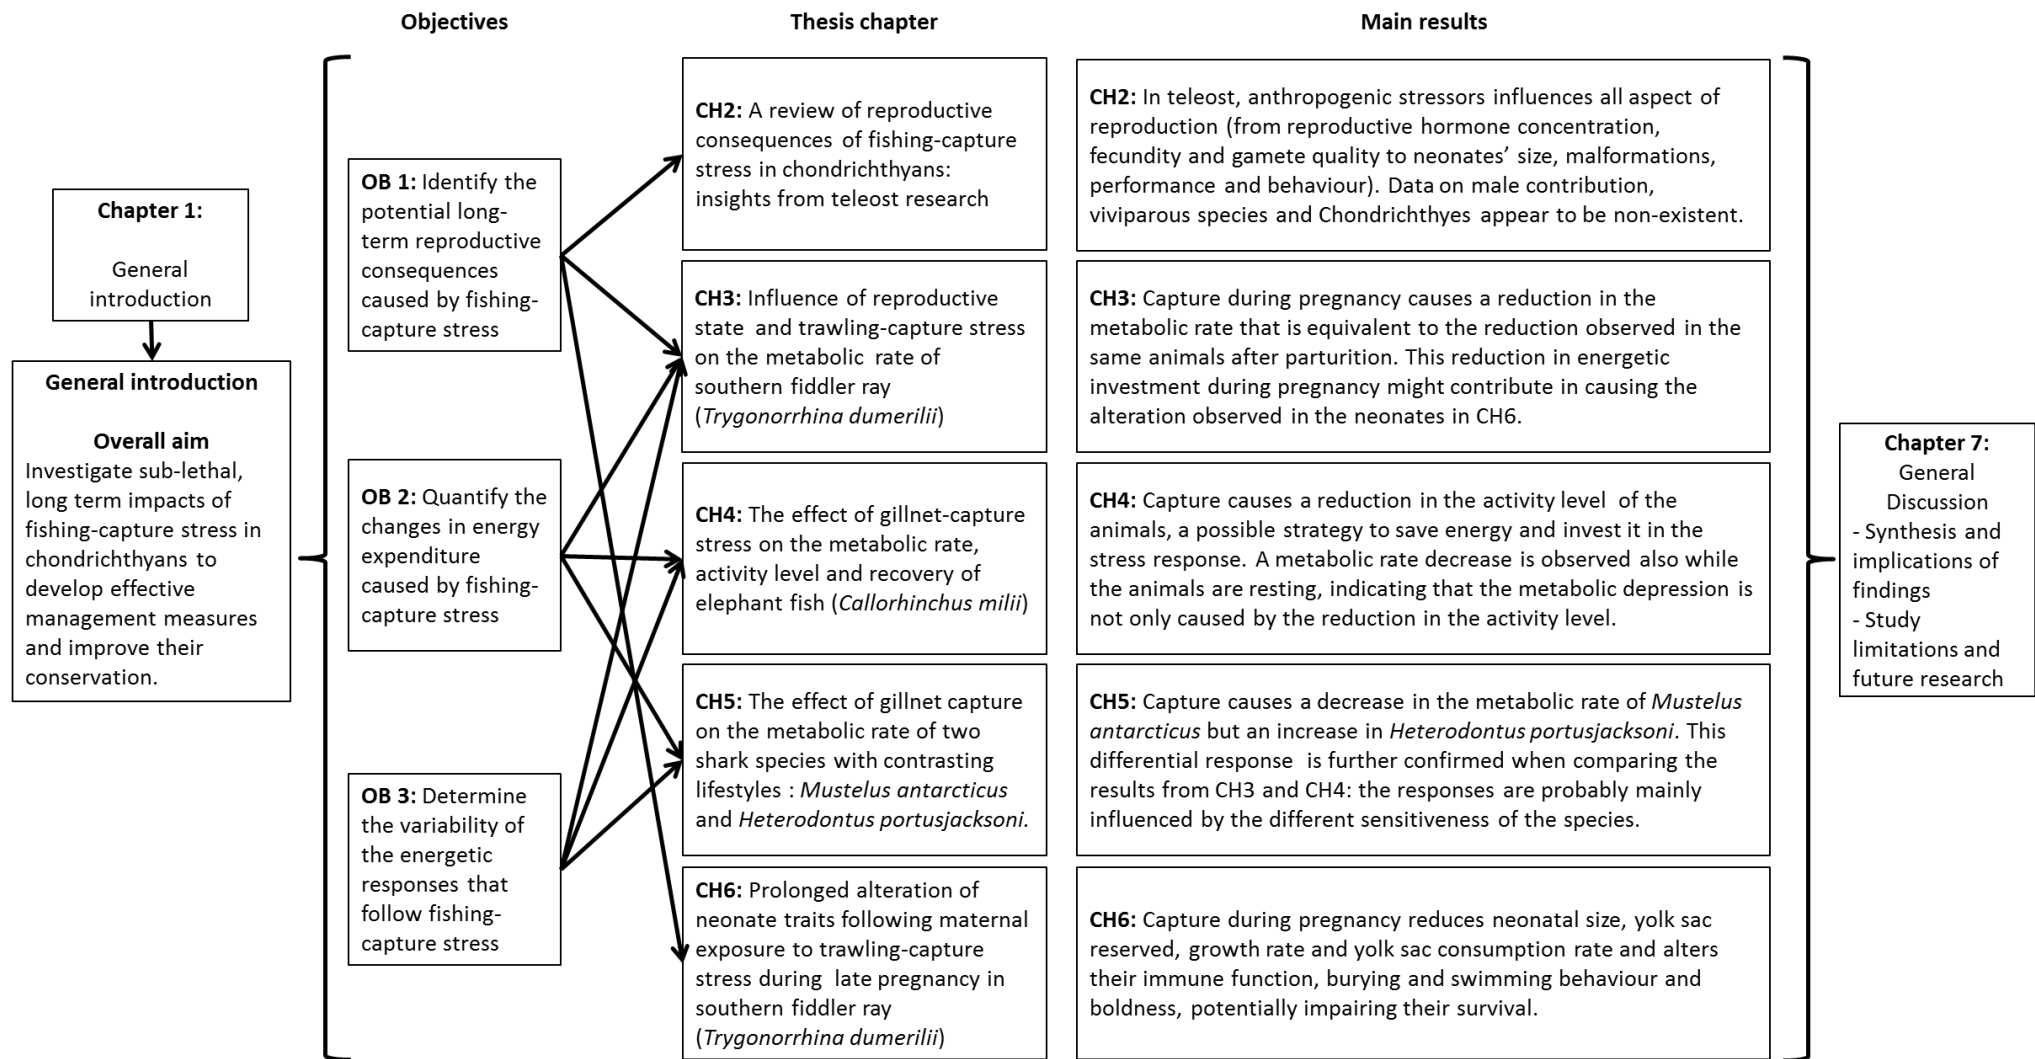 Objectives
Thesis chapter
Main results
Chapter 1:
General
introduction
General introduction
Overall aim
Investigate sub-lethal,
long term impacts of
fishing-capture stress in
chondrichthyans to
develop effective
management measures
and improve their
conservation.
OB 1: Identify the
potential long-
term reproductive
consequences
caused by fishing-
capture stress
OB 2: Quantify the
changes in energy
expenditure
caused by fishing-
capture stress
OB 3: Determine
the variability of
the energetic
responses that
follow fishing-
capture stress
CH2: A review of reproductive
consequences of fishing-capture
stress in chondrichthyans:
insights from teleost research
CH3: Influence of reproductive
state and trawling-capture stress
on the metabolic rate of
southern fiddler ray
(Trygonorrhina dumerilii)
CH4: The effect of gillnet-capture
stress on the metabolic rate,
activity level and recovery of
elephant fish (Callorhinchus milii)
CH5: The effect of gillnet capture
on the metabolic rate of two
shark species with contrasting
lifestyles : Mustelus antarcticus
and Heterodontus portusjacksoni.
CH6: Prolonged alteration of
neonate traits following maternal
exposure to trawling-capture
stress during late pregnancy in
southern fiddler ray
(Trygonorrhina dumerilii)
CH2: In teleost, anthropogenic stressors influences all aspect of
reproduction (from reproductive hormone concentration,
fecundity and gamete quality to neonates’ size, malformations,
performance and behaviour). Data on male contribution,
viviparous species and Chondrichthyes appear to be non-existent.
CH3: Capture during pregnancy causes a reduction in the
metabolic rate that is equivalent to the reduction observed in the
same animals after parturition. This reduction in energetic
investment during pregnancy might contribute in causing the
alteration observed in the neonates in CH6.
CH4: Capture causes a reduction in the activity level of the
animals, a possible strategy to save energy and invest it in the
stress response. A metabolic rate decrease is observed also while
the animals are resting, indicating that the metabolic depression is
not only caused by the reduction in the activity level.
CH5: Capture causes a decrease in the metabolic rate of Mustelus
antarcticus but an increase in Heterodontus portusjacksoni. This
differential response is further confirmed when comparing the
results from CH3 and CH4: the responses are probably mainly
influenced by the different sensitiveness of the species.
CH6: Capture during pregnancy reduces neonatal size, yolk sac
reserved, growth rate and yolk sac consumption rate and alters
their immune function, burying and swimming behaviour and
boldness, potentially impairing their survival.
Chapter 7:
General
Discussion
- Synthesis and
implications of
findings
- Study
limitations and
future research